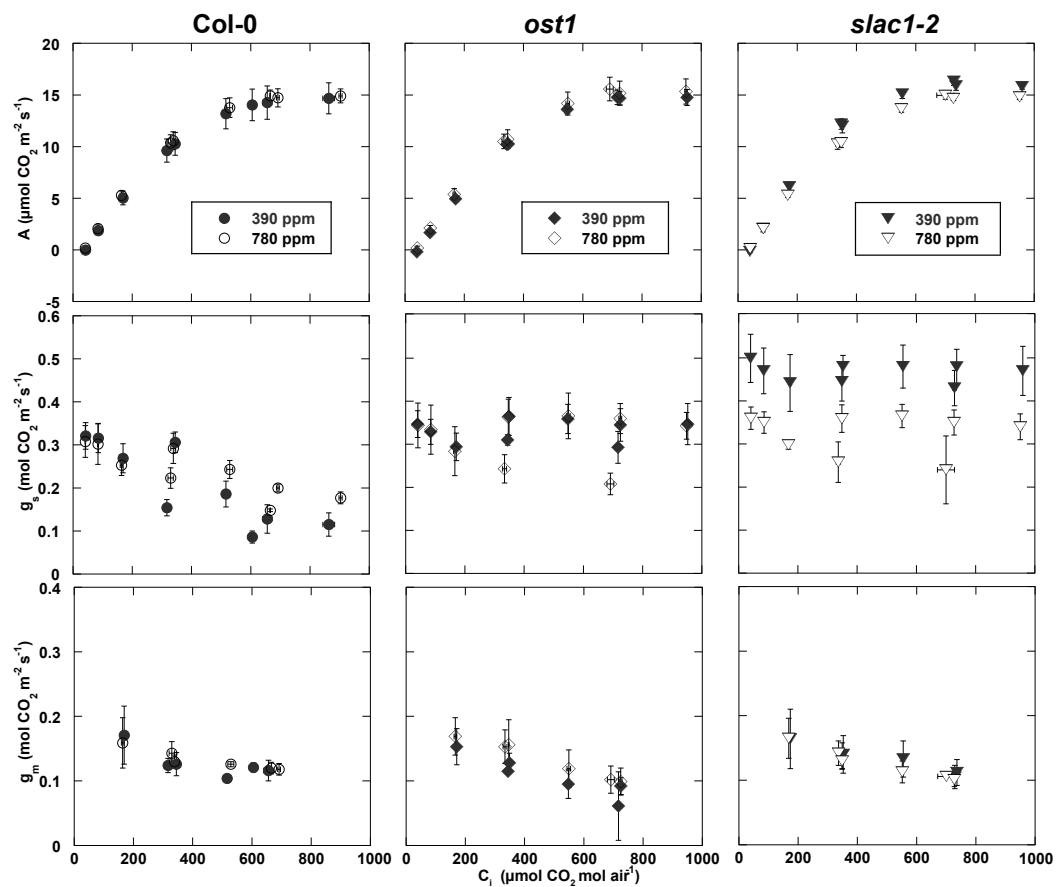 Col-0 ost1 slac1-2
A (µmol CO2 m-2 s-1)
20
15
10
5
0
-5
390 ppm
780 ppm
390 ppm
780 ppm
390 ppm
780 ppm
gs (mol CO2 m-2 s-1)
0.6
0.5
0.4
0.3
0.2
0.1
0
gm (mol CO2 m-2 s-1)
0.4
0.3
0.2
0.1
0
0 200 400 600 800 1000 0 200 400 600 800 1000 0 200 400 600 800 1000
Ci (µmol CO2 mol air-1)